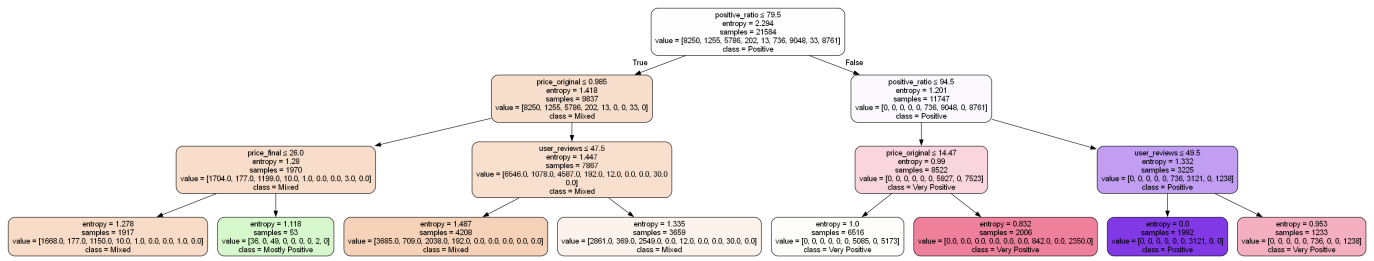 positive_ratio ≤ 79.5
entropy = 2.294
samples = 21584
value = [8250, 1255, 5786, 202, 13, 736, 9048, 33, 8761]
class = Positive
True
False
price_original ≤ 0.985
entropy = 1.418
samples = 9837
value = [8250, 1255, 5786, 202, 13, 0, 0, 33, 0]
class = Mixed
positive_ratio ≤ 94.5
entropy = 1.201
samples = 11747
value = [0, 0, 0, 0, 0, 736, 9048, 0, 8761]
class = Positive
price_final ≤ 26.0
entropy = 1.28
samples = 1970
value = [1704.0, 177.0, 1199.0, 10.0, 1.0, 0.0, 0.0, 3.0, 0.0]
class = Mixed
user_reviews ≤ 47.5
entropy = 1.447
samples = 7867
value = [6546.0, 1078.0, 4587.0, 192.0, 12.0, 0.0, 0.0, 30.0
0.0]
class = Mixed
price_original ≤ 14.47
entropy = 0.99
samples = 8522
value = [0, 0, 0, 0, 0, 0, 5927, 0, 7523]
class = Very Positive
user_reviews ≤ 49.5
entropy = 1.332
samples = 3225
value = [0, 0, 0, 0, 0, 736, 3121, 0, 1238]
class = Positive
entropy = 1.278
samples = 1917
value = [1668.0, 177.0, 1150.0, 10.0, 1.0, 0.0, 0.0, 1.0, 0.0]
class = Mixed
entropy = 1.118
samples = 53
value = [36, 0, 49, 0, 0, 0, 0, 2, 0]
class = Mostly Positive
entropy = 1.487
samples = 4208
value = [3685.0, 709.0, 2038.0, 192.0, 0.0, 0.0, 0.0, 0.0, 0.0]
class = Mixed
entropy = 1.335
samples = 3659
value = [2861.0, 369.0, 2549.0, 0.0, 12.0, 0.0, 0.0, 30.0, 0.0]
class = Mixed
entropy = 1.0
samples = 6516
value = [0, 0, 0, 0, 0, 0, 5085, 0, 5173]
class = Very Positive
entropy = 0.832
samples = 2006
value = [0.0, 0.0, 0.0, 0.0, 0.0, 0.0, 842.0, 0.0, 2350.0]
class = Very Positive
entropy = 0.0
samples = 1992
value = [0, 0, 0, 0, 0, 0, 3121, 0, 0]
class = Positive
entropy = 0.953
samples = 1233
value = [0, 0, 0, 0, 0, 736, 0, 0, 1238]
class = Very Positive